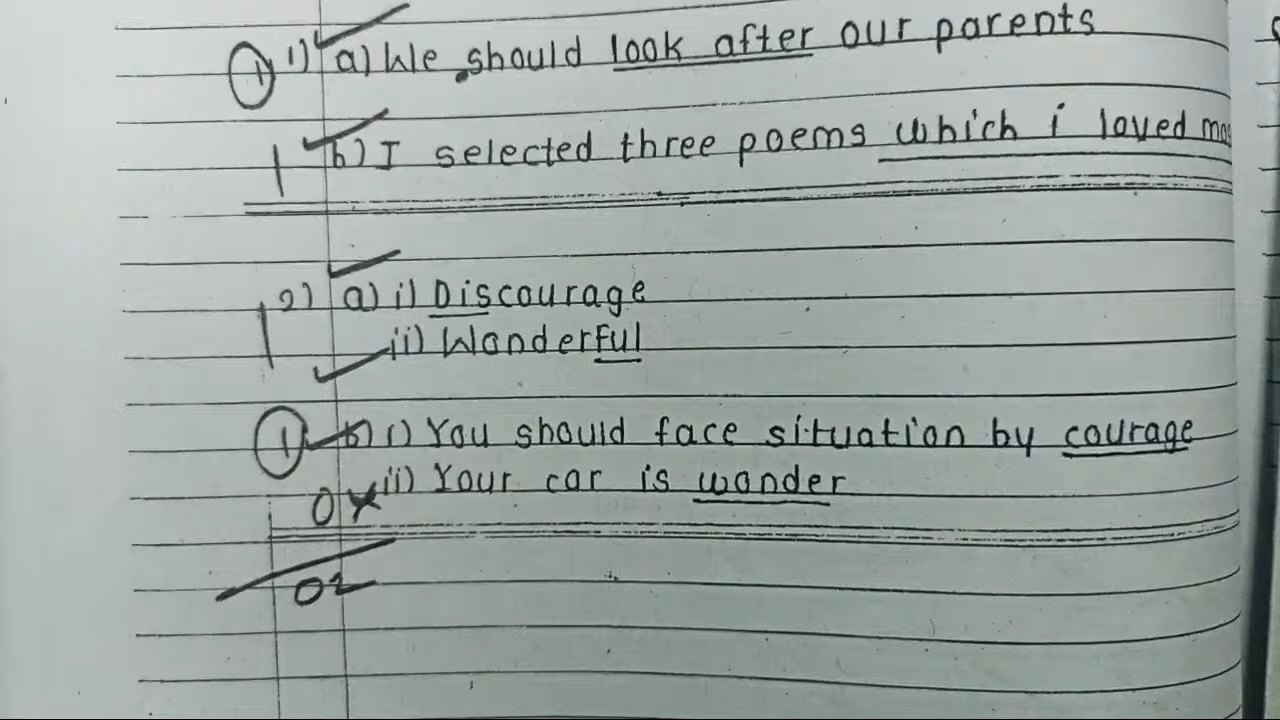 ① 1) a) We should look after our parents
1 b) I selected three poems which i loved
2) a) i) Discourage
1 ii) Wonderful
① b) i) You should face situation by courage
0 ii) Your car is wonder
02